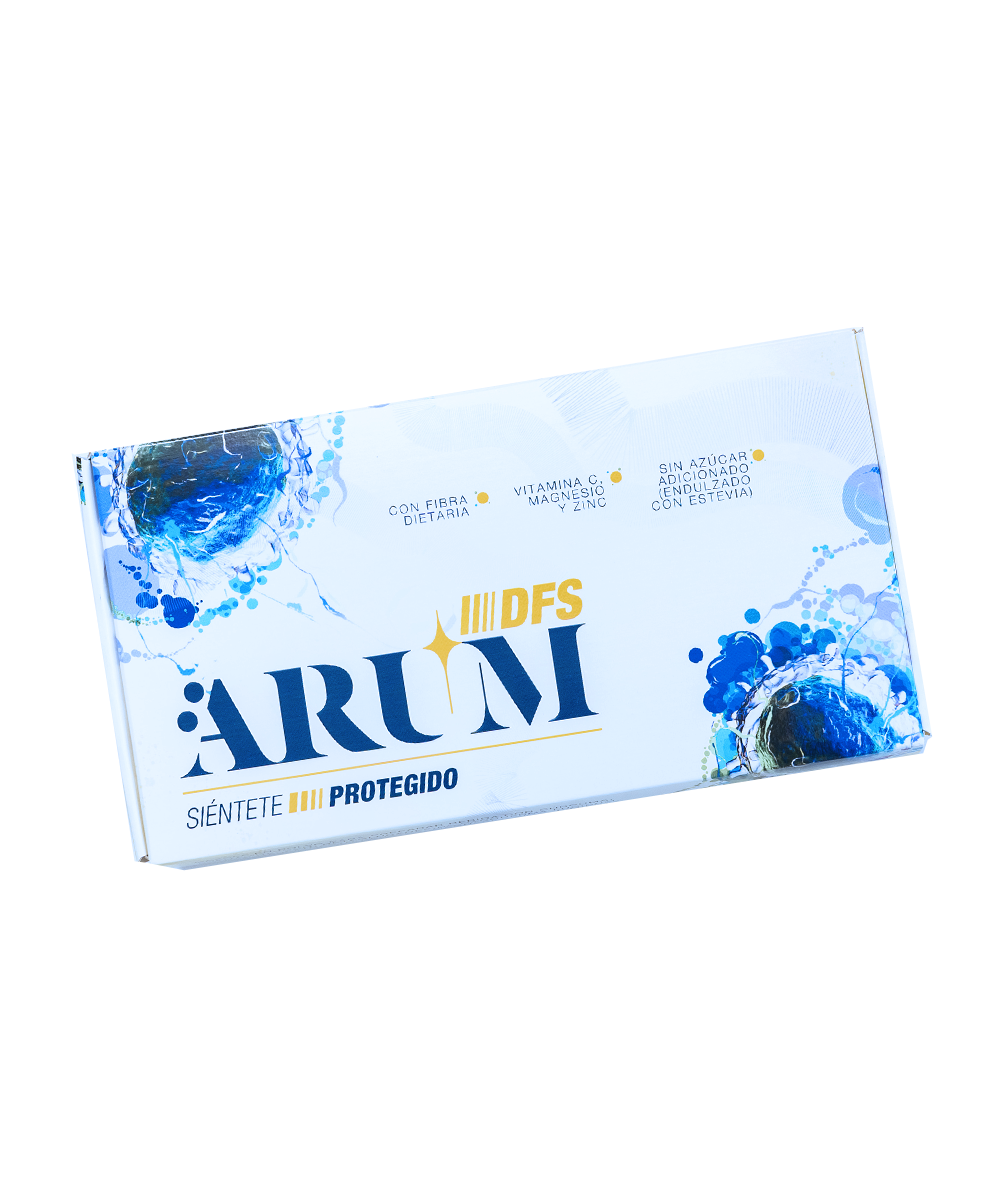 CON FIBRA
DIETARIA
VITAMINA C,
MAGNESIO
Y ZINC
SIN AZÚCAR
ADICIONADO
(ENDULZADO
CON ESTEVIA)
DFS
ARUM
SIÉNTETE PROTEGIDO